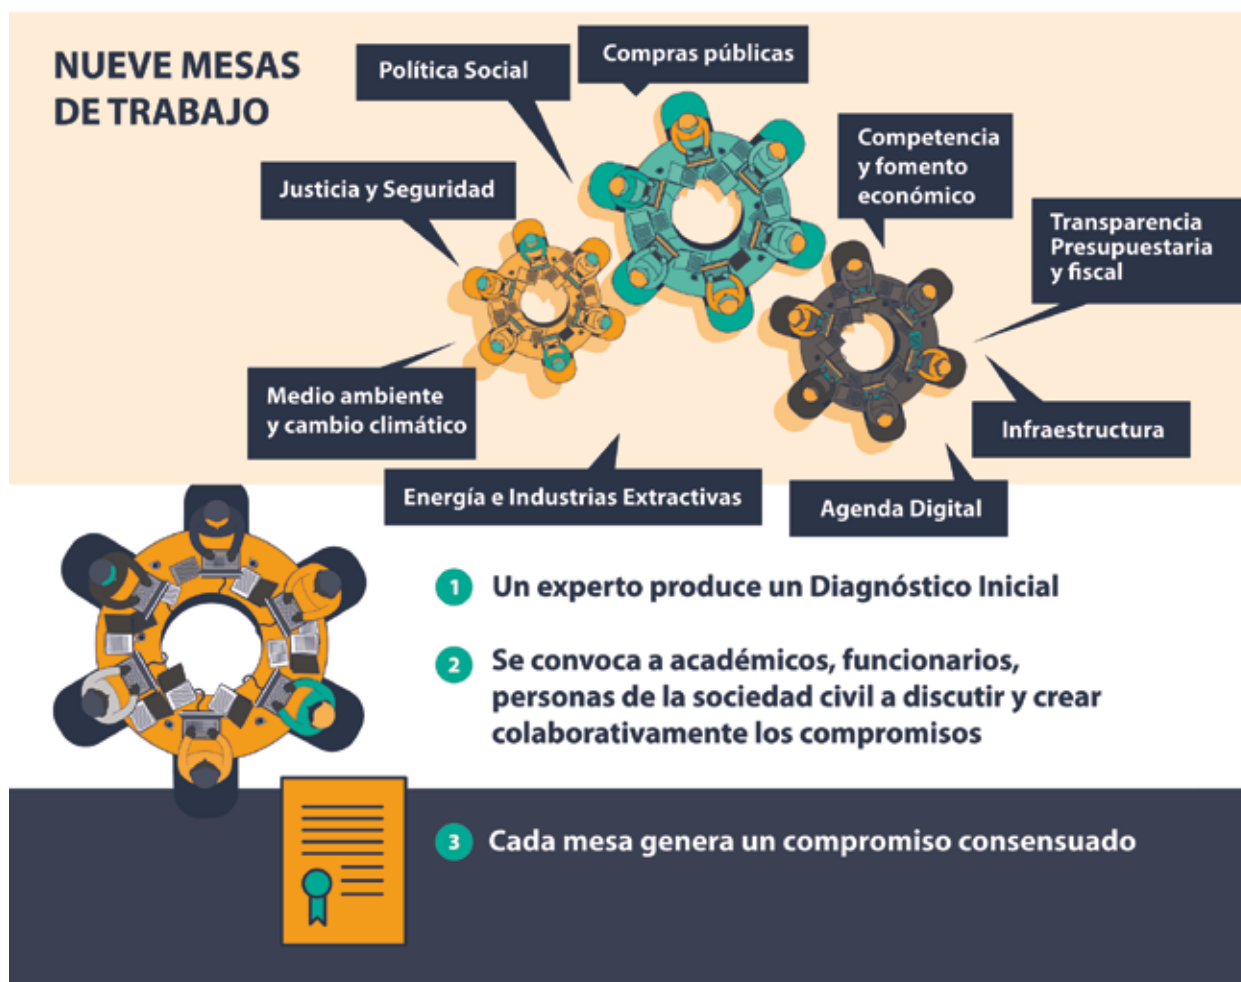 NUEVE MESAS
DE TRABAJO
Política Social
Compras públicas
Justicia y Seguridad
Competencia
y fomento
económico
Transparencia
Presupuestaria
y fiscal
Medio ambiente
y cambio climático
Infraestructura
Energía e Industrias Extractivas
Agenda Digital
1 Un experto produce un Diagnóstico Inicial
2 Se convoca a académicos, funcionarios,
personas de la sociedad civil a discutir y crear
colaborativamente los compromisos
3 Cada mesa genera un compromiso consensuado